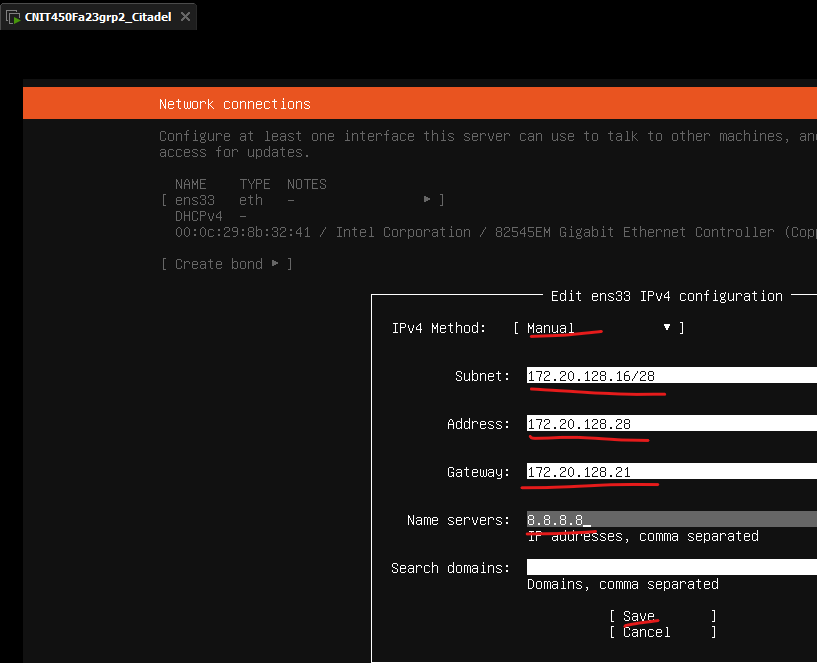 CNIT450Fa23grp2_Citadel
Network connections
Configure at least one interface this server can use to talk to other machines, an
access for updates.
NAME TYPE NOTES
[ ens33 eth - ▸ ]
DHCPv4 -
00:0c:29:8b:32:41 / Intel Corporation / 82545EM Gigabit Ethernet Controller (Cop
[ Create bond ▸ ]
Edit ens33 IPv4 configuration
IPv4 Method: [ Manual ▾ ]
Subnet: 172.20.128.16/28
Address: 172.20.128.28
Gateway: 172.20.128.21
Name servers: 8.8.8.8_
IP addresses, comma separated
Search domains:
Domains, comma separated
[ Save ]
[ Cancel ]